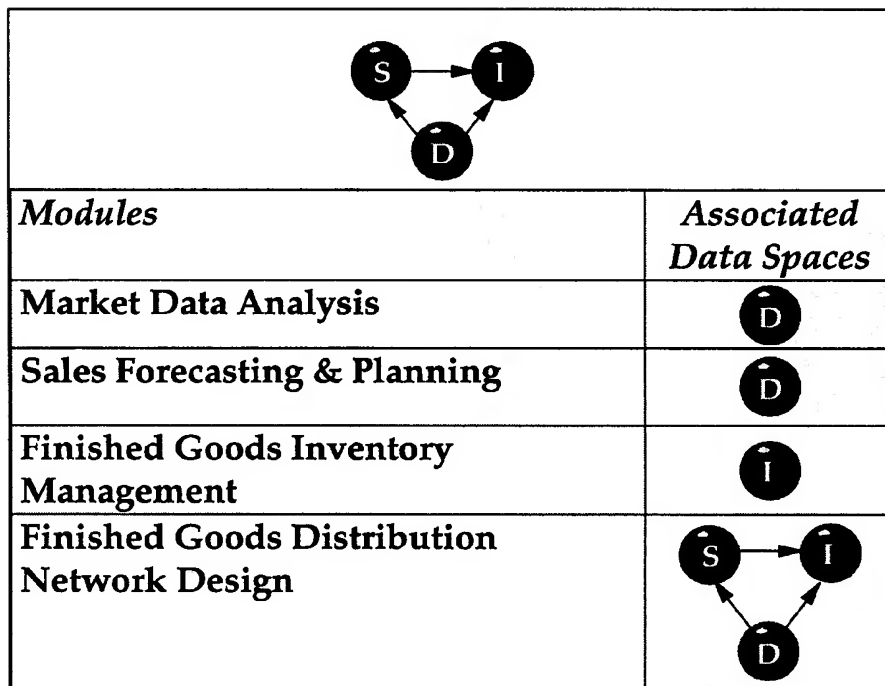 S I
D
Modules Associated
Data Spaces
Market Data Analysis D
Sales Forecasting & Planning D
Finished Goods Inventory
Management I
Finished Goods Distribution
Network Design S I
D